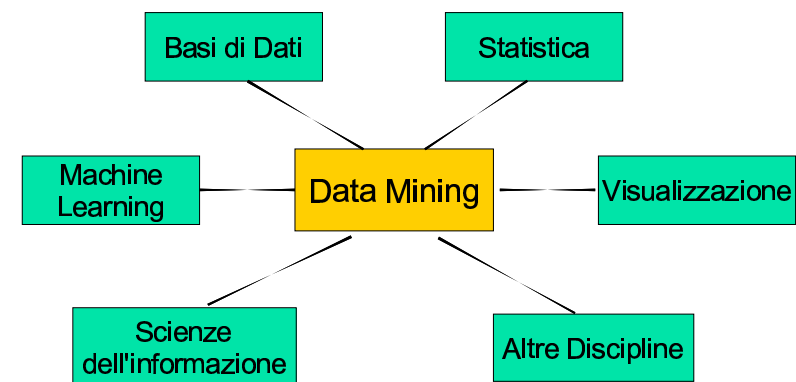 Basi di Dati
Statistica
Machine
Learning
Data Mining
Visualizzazione
Scienze
dell'informazione
Altre Discipline